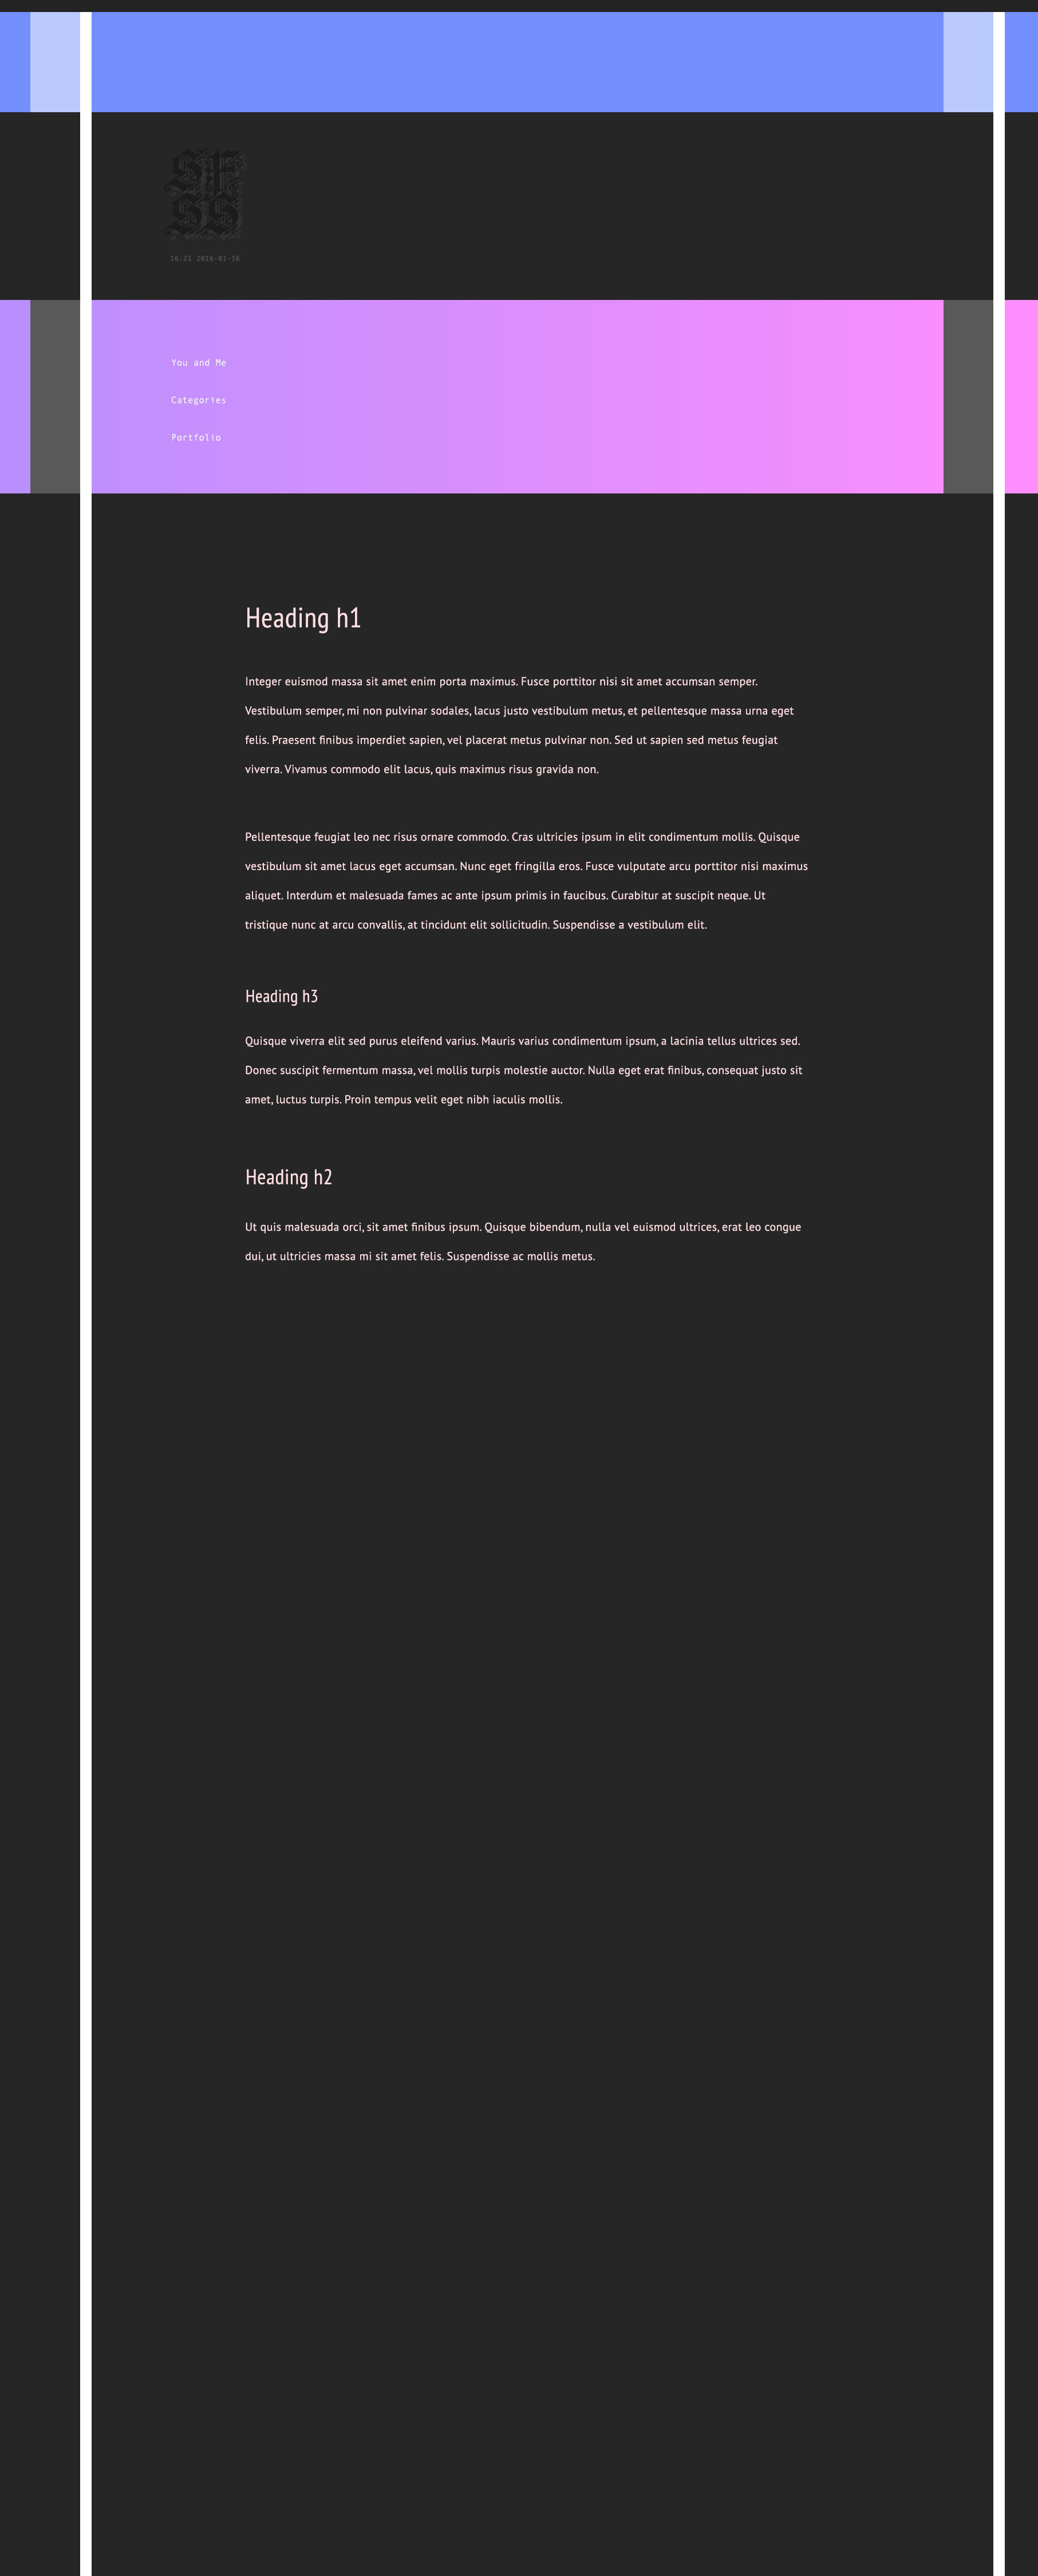 SF
SS
16:21 2016-01-16
You and Me
Categories
Portfolio
Heading h1
Integer euismod massa sit amet enim porta maximus. Fusce porttitor nisi sit amet accumsan semper.
Vestibulum semper, mi non pulvinar sodales, lacus justo vestibulum metus, et pellentesque massa urna eget
felis. Praesent finibus imperdiet sapien, vel placerat metus pulvinar non. Sed ut sapien sed metus feugiat
viverra. Vivamus commodo elit lacus, quis maximus risus gravida non.
Pellentesque feugiat leo nec risus ornare commodo. Cras ultricies ipsum in elit condimentum mollis. Quisque
vestibulum sit amet lacus eget accumsan. Nunc eget fringilla eros. Fusce vulputate arcu porttitor nisi maximus
aliquet. Interdum et malesuada fames ac ante ipsum primis in faucibus. Curabitur at suscipit neque. Ut
tristique nunc at arcu convallis, at tincidunt elit sollicitudin. Suspendisse a vestibulum elit.
Heading h3
Quisque viverra elit sed purus eleifend varius. Mauris varius condimentum ipsum, a lacinia tellus ultrices sed.
Donec suscipit fermentum massa, vel mollis turpis molestie auctor. Nulla eget erat finibus, consequat justo sit
amet, luctus turpis. Proin tempus velit eget nibh iaculis mollis.
Heading h2
Ut quis malesuada orci, sit amet finibus ipsum. Quisque bibendum, nulla vel euismod ultrices, erat leo congue
dui, ut ultricies massa mi sit amet felis. Suspendisse ac mollis metus.